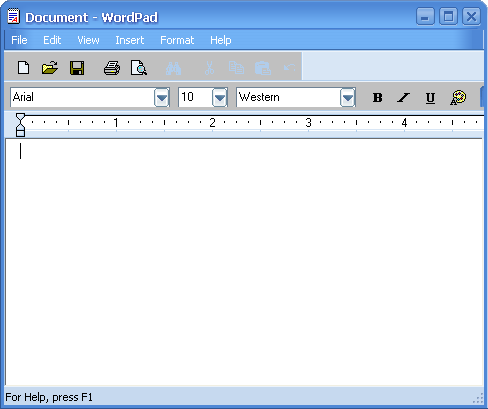 Document - WordPad
File Edit View Insert Format Help
Arial 10 Western B I U
1 2 3 4
For Help, press F1